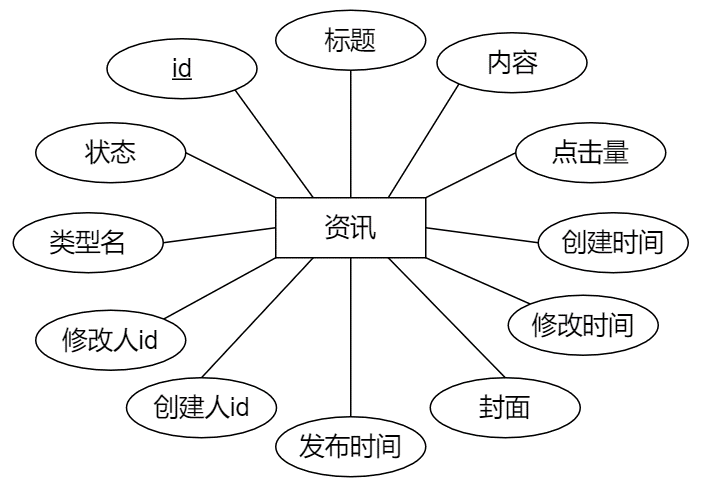 标题
内容
id
状态
点击量
资讯
类型名
创建时间
修改人id
修改时间
创建人id
封面
发布时间